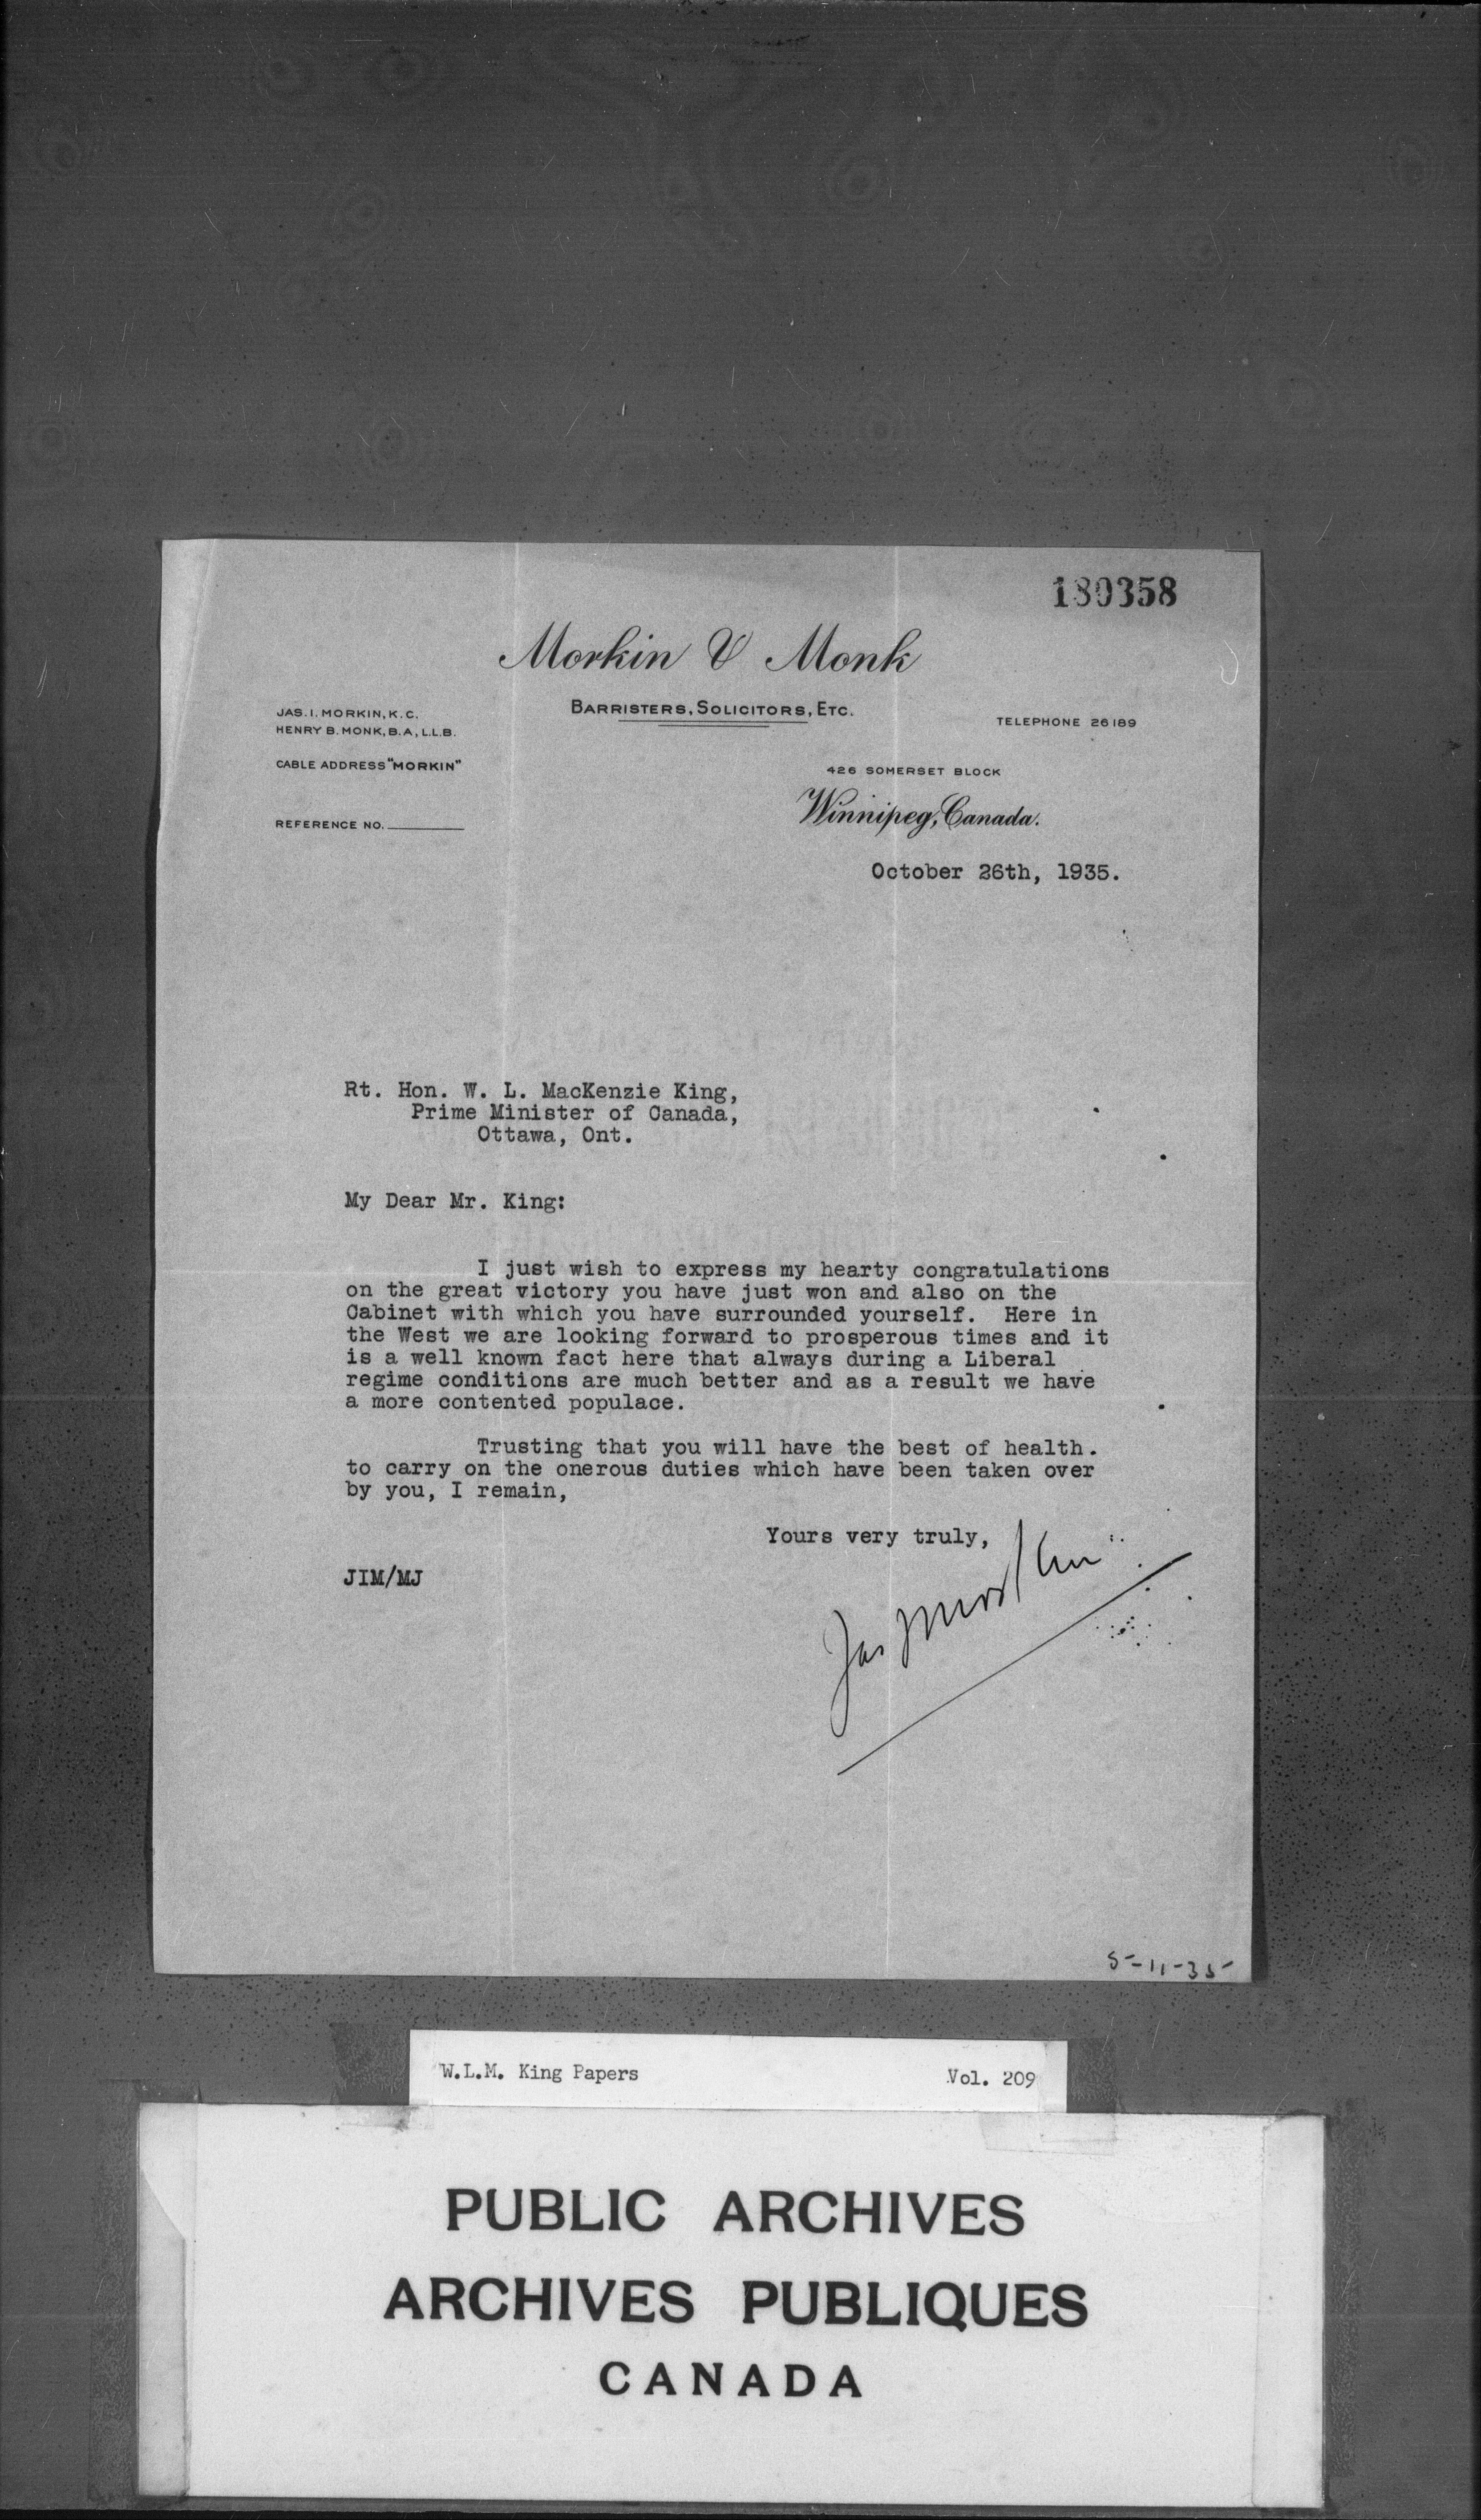 180358
Morkin & Monk
BARRISTERS, SOLICITORS, ETC.
JAS. I. MORKIN, K.C.
HENRY B. MONK, B.A., L.L.B.
TELEPHONE 26189
CABLE ADDRESS "MORKIN"
426 SOMERSET BLOCK
Winnipeg, Canada.
REFERENCE NO.
October 26th, 1935.
Rt. Hon. W. L. MacKenzie King,
Prime Minister of Canada,
Ottawa, Ont.
My Dear Mr. King:
I just wish to express my hearty congratulations
on the great victory you have just won and also on the
Cabinet with which you have surrounded yourself. Here in
the West we are looking forward to prosperous times and it
is a well known fact here that always during a Liberal
regime conditions are much better and as a result we have
a more contented populace.
Trusting that you will have the best of health.
to carry on the onerous duties which have been taken over
by you, I remain,
Yours very truly,
JIM/MJ
Jas Morkin
5-11-35
W.L.M. King Papers Vol. 209
PUBLIC ARCHIVES
ARCHIVES PUBLIQUES
CANADA